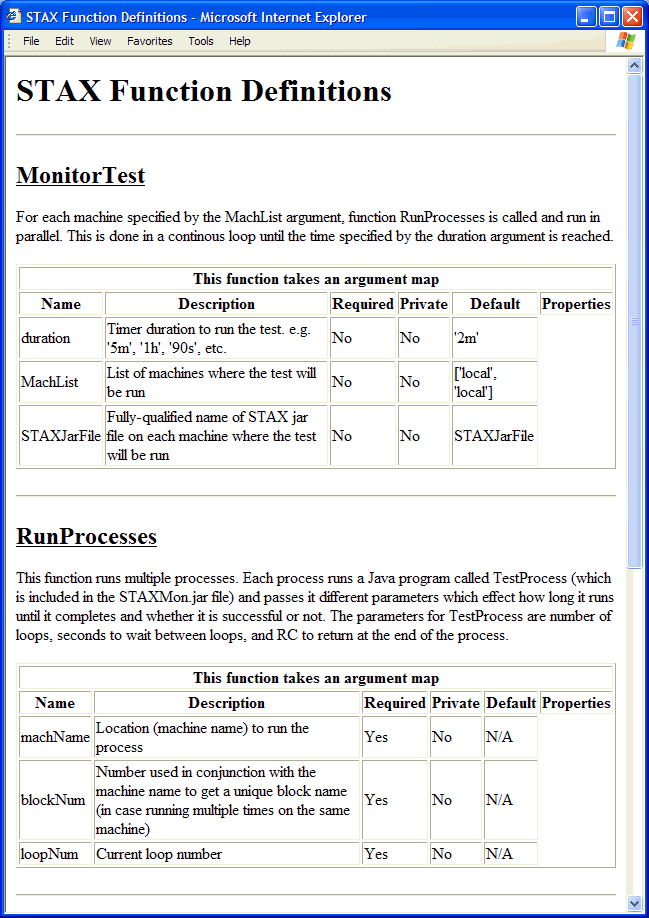 STAX Function Definitions - Microsoft Internet Explorer
File Edit View Favorites Tools Help
STAX Function Definitions
MonitorTest
For each machine specified by the MachList argument, function RunProcesses is called and run in
parallel. This is done in a continous loop until the time specified by the duration argument is reached.
This function takes an argument map
Name Description Required Private Default Properties
duration Timer duration to run the test. e.g. '5m', '1h', '90s', etc. No No '2m'
MachList List of machines where the test will be run No No ['local', 'local']
STAXJarFile Fully-qualified name of STAX jar file on each machine where the test will be run No No STAXJarFile
RunProcesses
This function runs multiple processes. Each process runs a Java program called TestProcess (which
is included in the STAXMon.jar file) and passes it different parameters which effect how long it runs
until it completes and whether it is successful or not. The parameters for TestProcess are number of
loops, seconds to wait between loops, and RC to return at the end of the process.
This function takes an argument map
Name Description Required Private Default Properties
machName Location (machine name) to run the process Yes No N/A
blockNum Number used in conjunction with the machine name to get a unique block name (in case running multiple times on the same machine) Yes No N/A
loopNum Current loop number Yes No N/A